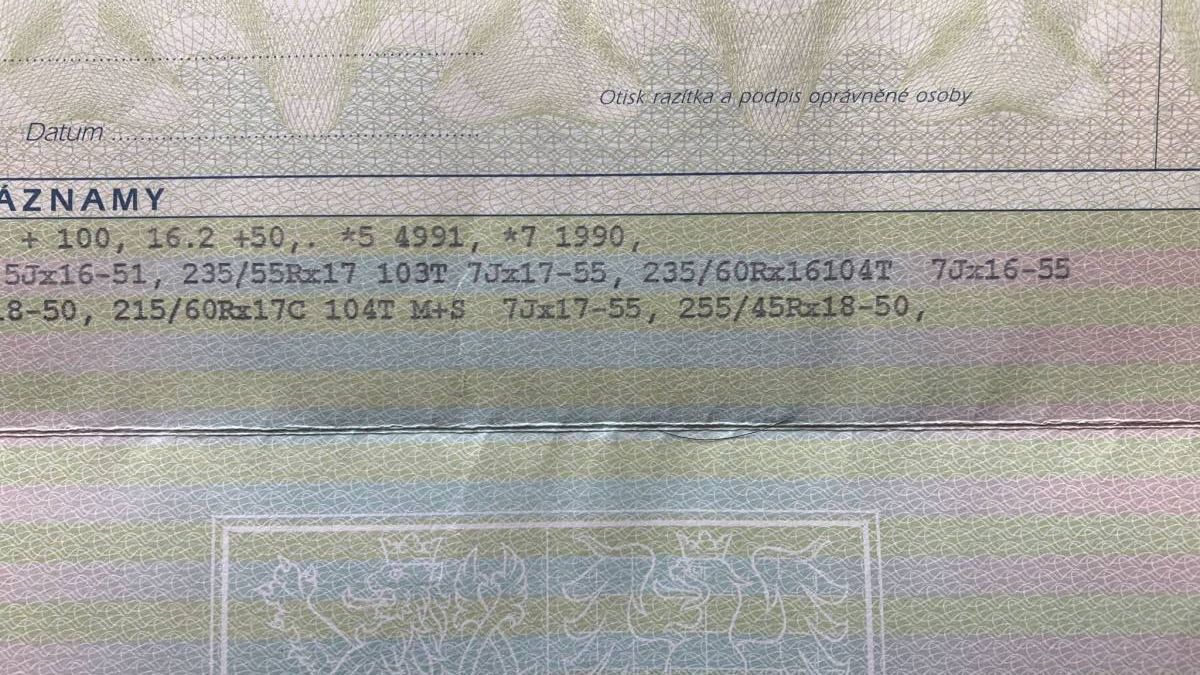 Otisk razítka a podpis oprávněné osoby
Datum
ÁZNAMY
+ 100, 16.2 +50,. *5 4991, *7 1990,
5Jx16-51, 235/55Rx17 103T 7Jx17-55, 235/60Rx16104T 7Jx16-55
18-50, 215/60Rx17C 104T M+S 7Jx17-55, 255/45Rx18-50,